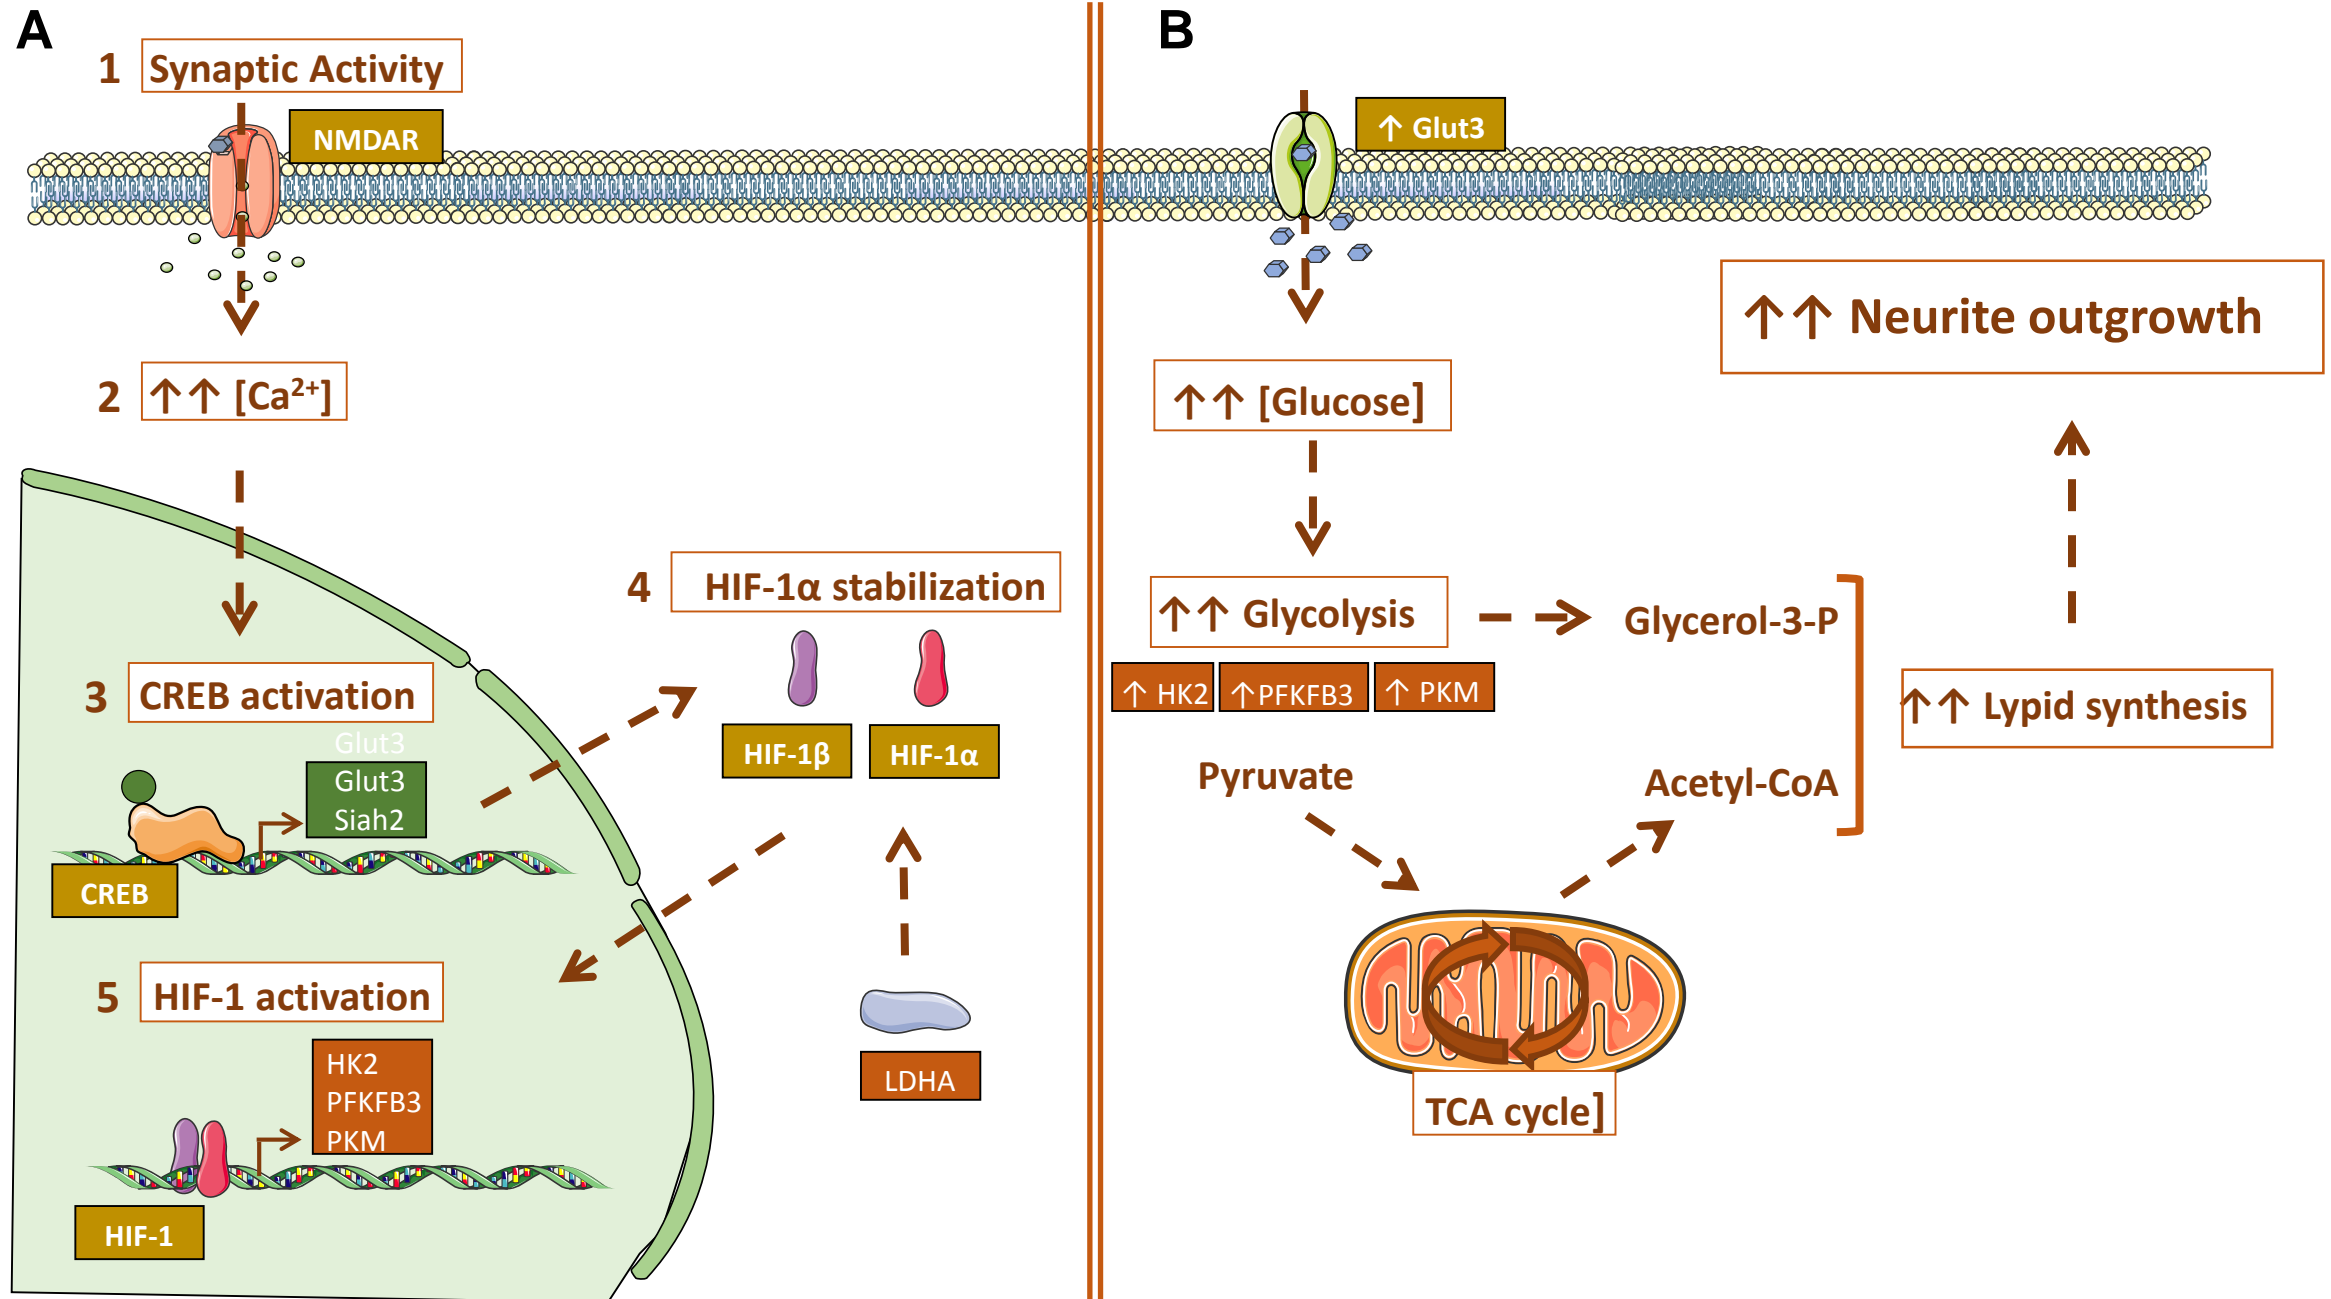 A
1 Synaptic Activity
NMDAR
2 ↑↑ [Ca²⁺]
3 CREB activation
Glut3
Glut3
Siah2
CREB
4 HIF-1α stabilization
HIF-1β
HIF-1α
LDHA
5 HIF-1 activation
HK2
PFKFB3
PKM
HIF-1
B
↑ Glut3
↑↑ [Glucose]
↑↑ Glycolysis
↑ HK2
↑PFKFB3
↑ PKM
Glycerol-3-P
Pyruvate
Acetyl-CoA
TCA cycle]
↑↑ Lypid synthesis
↑↑ Neurite outgrowth